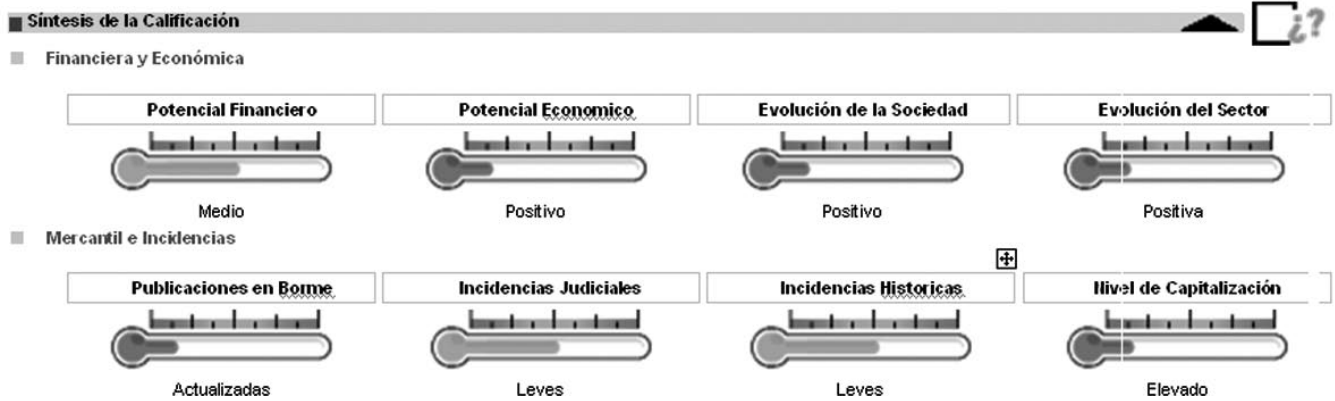 Síntesis de la Calificación
¿?
Financiera y Económica
Potencial Financiero
Potencial Economico
Evolución de la Sociedad
Evolución del Sector
Medio
Positivo
Positivo
Positiva
Mercantil e Incidencias
Publicaciones en Borme
Incidencias Judiciales
Incidencias Historicas
Nivel de Capitalización
Actualizadas
Leves
Leves
Elevado